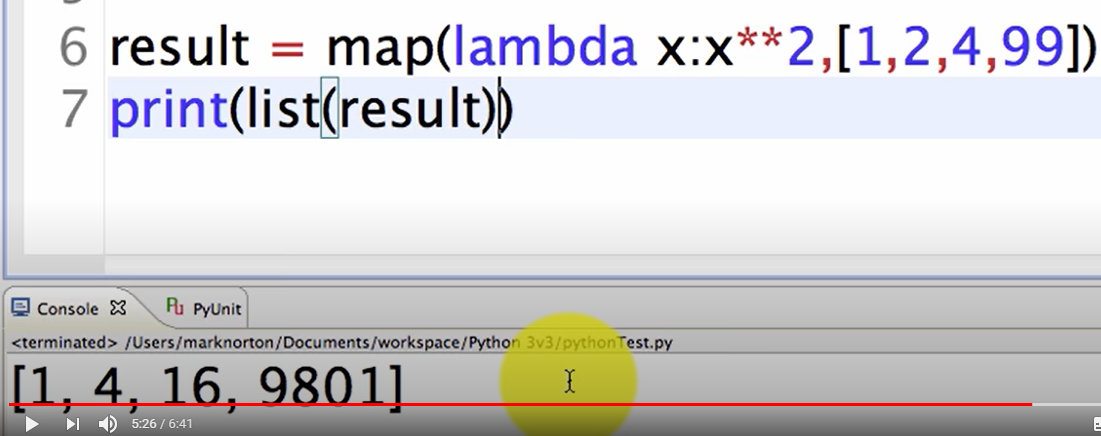 6 result = map(lambda x:x**2,[1,2,4,99])
7 print(list(result))
Console PyUnit
<terminated> /Users/marknorton/Documents/workspace/Python 3v3/pythonTest.py
[1, 4, 16, 9801]
5:26 / 6:41